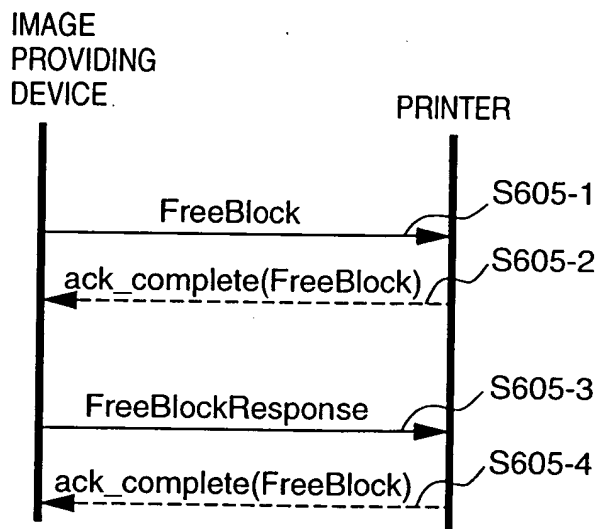 IMAGE
PROVIDING
DEVICE
PRINTER
FreeBlock
S605-1
ack_complete(FreeBlock)
S605-2
FreeBlockResponse
S605-3
ack_complete(FreeBlock)
S605-4